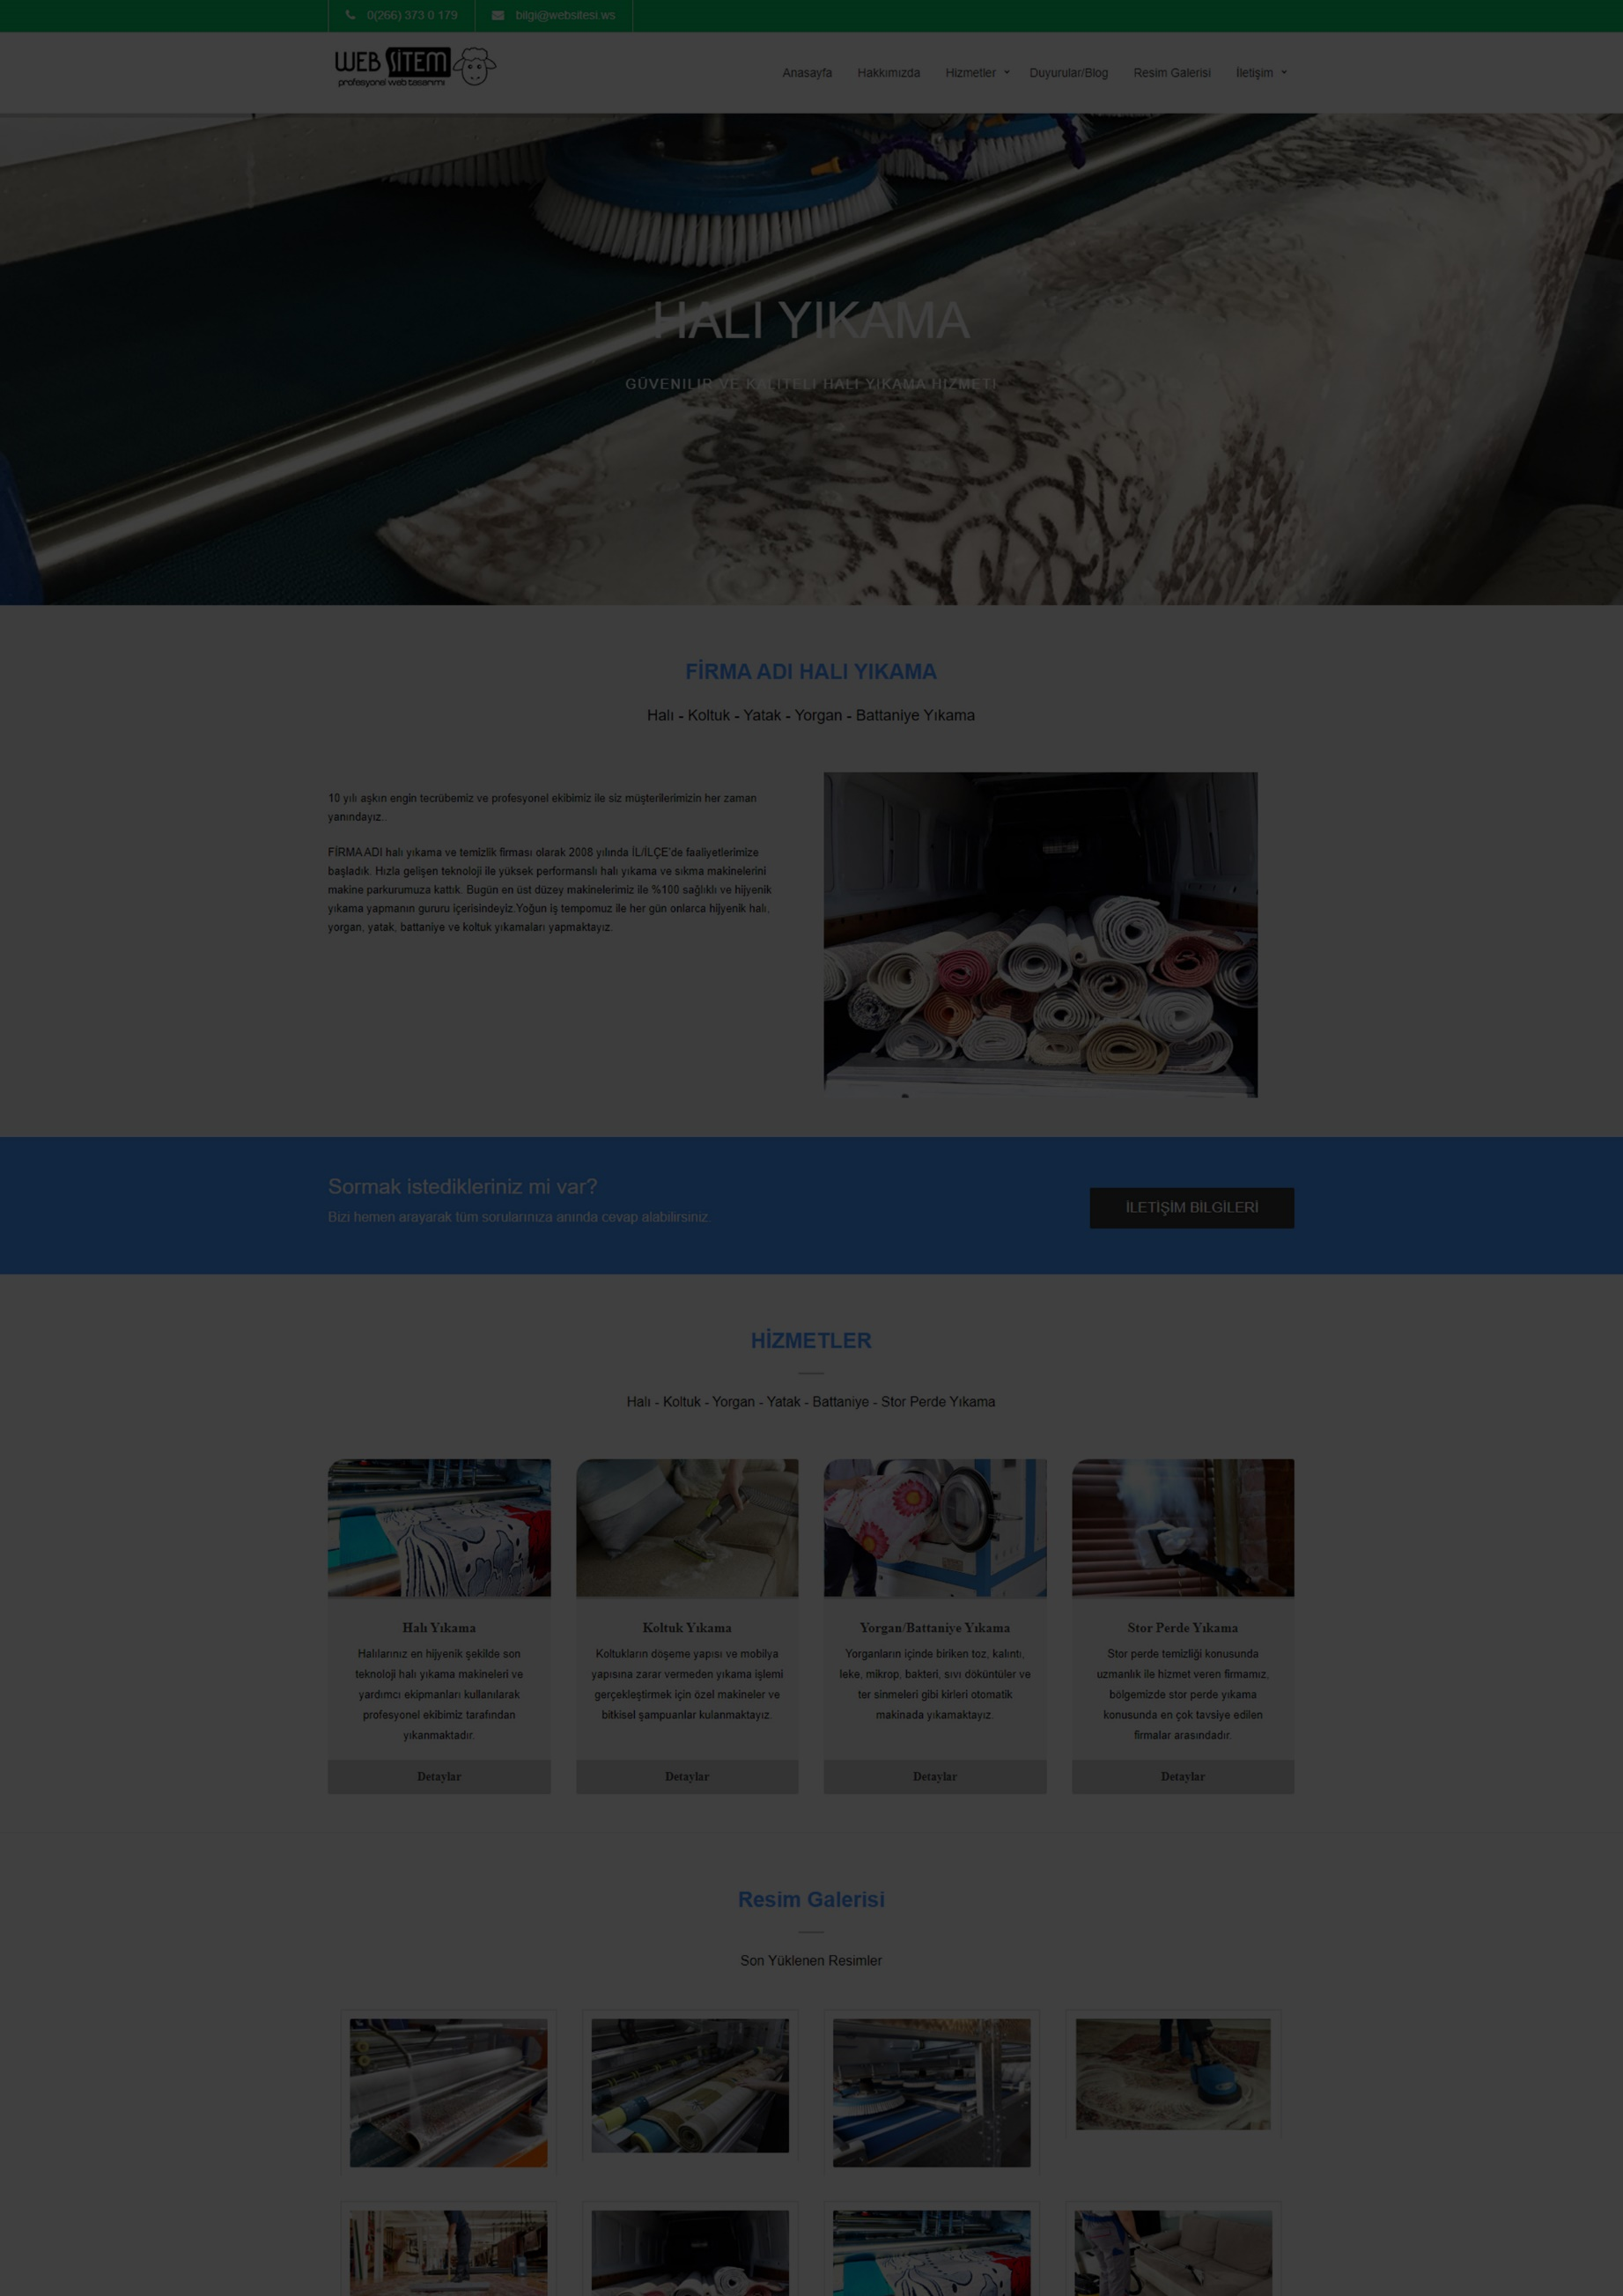 0(266) 373 0 179
bilgi@websitesi.ws
WEB SİTEM
profesyonel web tasarımı
Anasayfa
Hakkımızda
Hizmetler
Duyurular/Blog
Resim Galerisi
İletişim
HALI YIKAMA
GÜVENILIR VE KALITELI HALI YIKAMA HIZMETI
FİRMA ADI HALI YIKAMA
Halı - Koltuk - Yatak - Yorgan - Battaniye Yıkama
10 yılı aşkın engin tecrübemiz ve profesyonel ekibimiz ile siz müşterilerimizin her zaman
yanındayız..
FİRMA ADI halı yıkama ve temizlik firması olarak 2008 yılında İL/İLÇE'de faaliyetlerimize
başladık. Hızla gelişen teknoloji ile yüksek performanslı halı yıkama ve sıkma makinelerini
makine parkurumuza kattık. Bugün en üst düzey makinelerimiz ile %100 sağlıklı ve hijyenik
yıkama yapmanın gururu içerisindeyiz.Yoğun iş tempomuz ile her gün onlarca hijyenik halı,
yorgan, yatak, battaniye ve koltuk yıkamaları yapmaktayız.
Sormak istedikleriniz mi var?
Bizi hemen arayarak tüm sorularınıza anında cevap alabilirsiniz.
İLETİŞİM BİLGİLERİ
HİZMETLER
Halı - Koltuk - Yorgan - Yatak - Battaniye - Stor Perde Yıkama
Halı Yıkama
Halılarınız en hijyenik şekilde son
teknoloji halı yıkama makineleri ve
yardımcı ekipmanları kullanılarak
profesyonel ekibimiz tarafından
yıkanmaktadır.
Detaylar
Koltuk Yıkama
Koltukların döşeme yapısı ve mobilya
yapısına zarar vermeden yıkama işlemi
gerçekleştirmek için özel makineler ve
bitkisel şampuanlar kulanmaktayız.
Detaylar
Yorgan/Battaniye Yıkama
Yorganların içinde biriken toz, kalıntı,
leke, mikrop, bakteri, sıvı döküntüler ve
ter sinmeleri gibi kirleri otomatik
makinada yıkamaktayız.
Detaylar
Stor Perde Yıkama
Stor perde temizliği konusunda
uzmanlık ile hizmet veren firmamız,
bölgemizde stor perde yıkama
konusunda en çok tavsiye edilen
firmalar arasındadır.
Detaylar
Resim Galerisi
Son Yüklenen Resimler